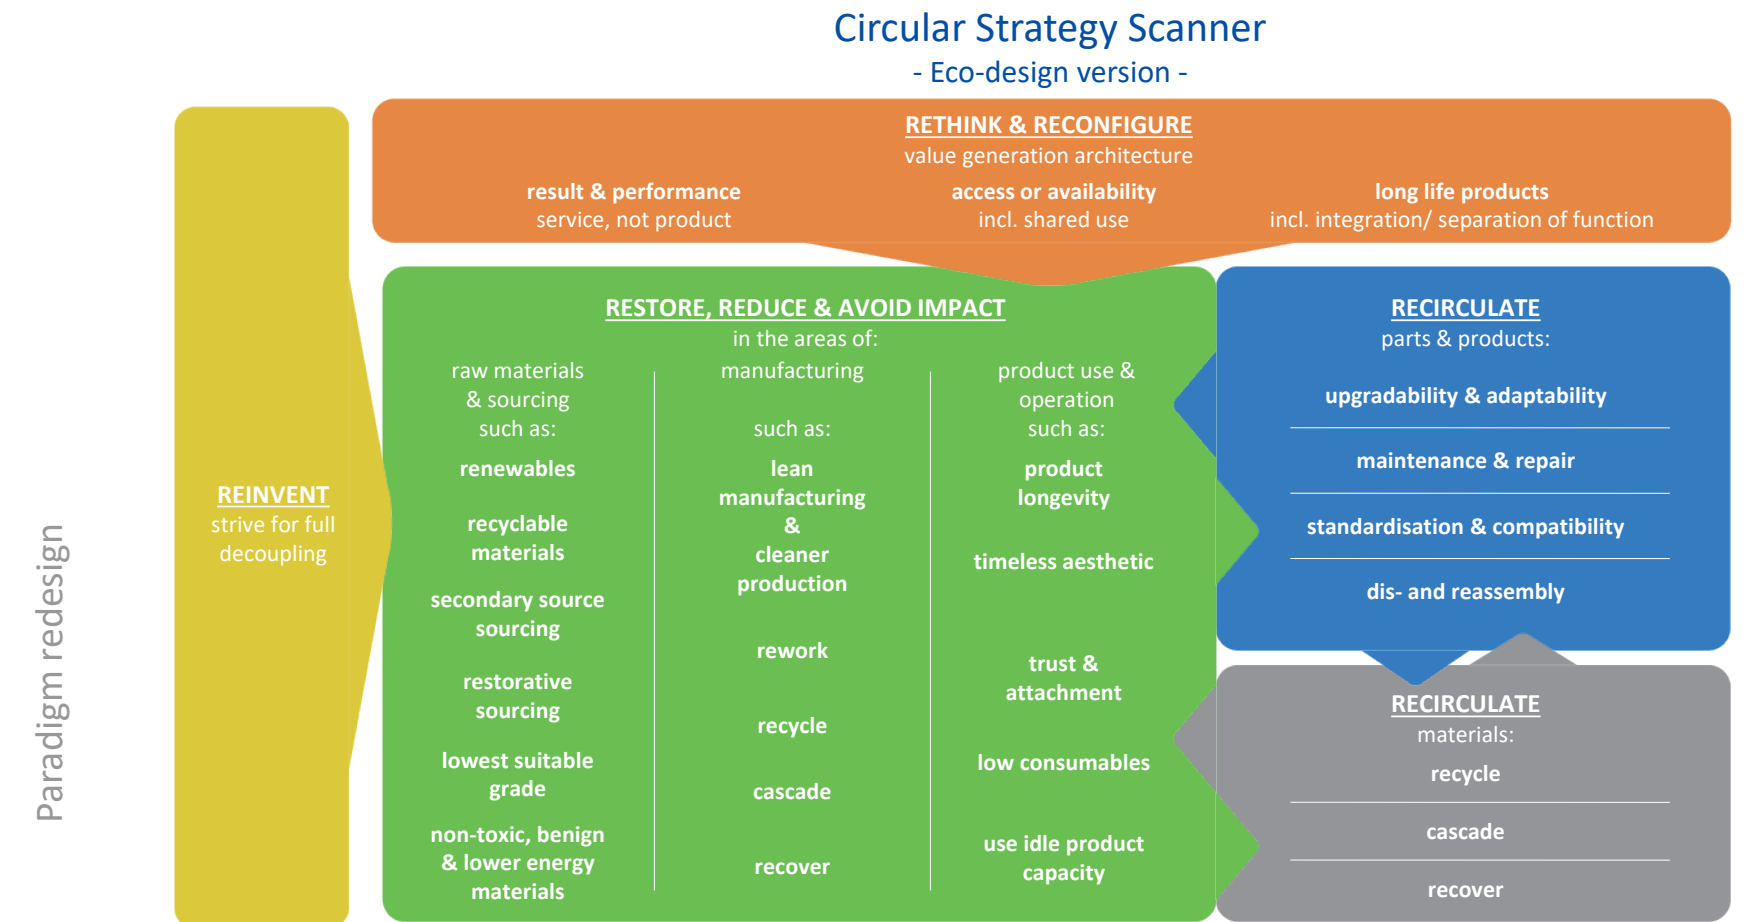 Circular Strategy Scanner
- Eco-design version -
RETHINK & RECONFIGURE
value generation architecture
result & performance
service, not product
access or availability
incl. shared use
long life products
incl. integration/ separation of function
Paradigm redesign
REINVENT
strive for full
decoupling
RESTORE, REDUCE & AVOID IMPACT
in the areas of:
raw materials
& sourcing
such as:
renewables
recyclable
materials
secondary source
sourcing
restorative
sourcing
lowest suitable
grade
non-toxic, benign
& lower energy
materials
manufacturing
such as:
lean
manufacturing
&
cleaner
production
rework
recycle
cascade
recover
product use &
operation
such as:
product
longevity
timeless aesthetic
trust &
attachment
low consumables
use idle product
capacity
RECIRCULATE
parts & products:
upgradability & adaptability
maintenance & repair
standardisation & compatibility
dis- and reassembly
RECIRCULATE
materials:
recycle
cascade
recover